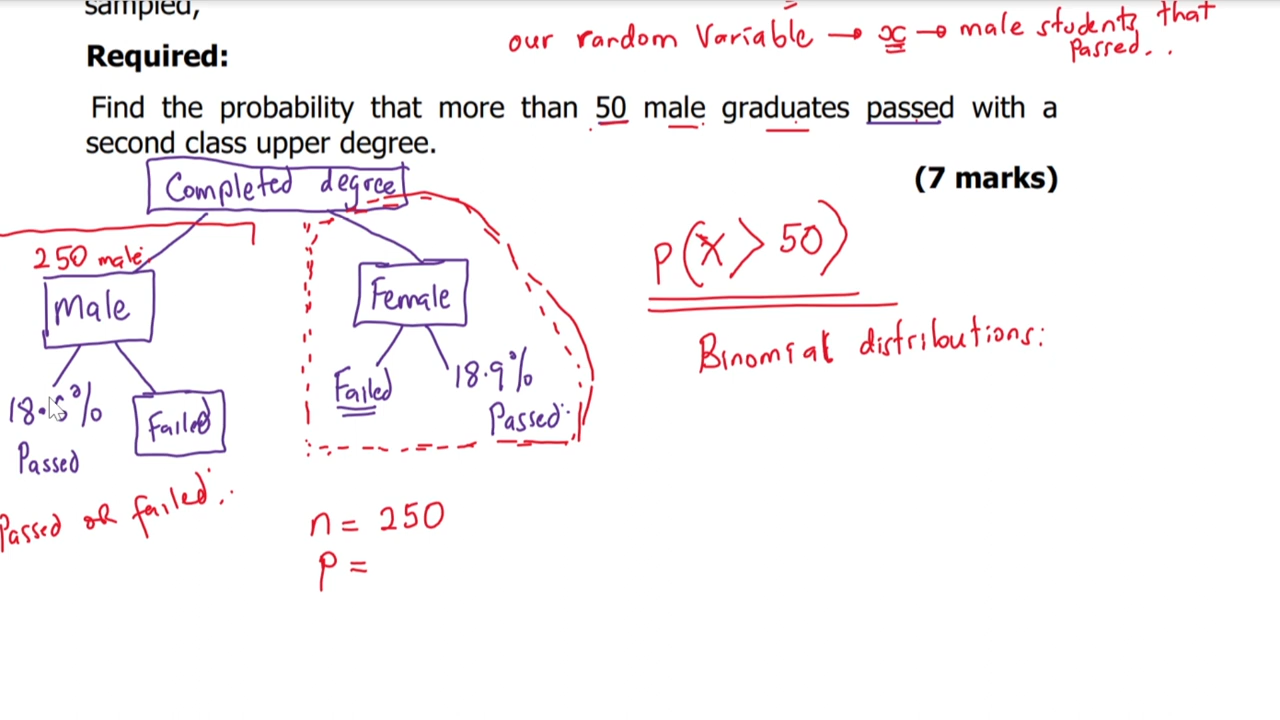 sampled,
our random Variable → x → male students that
passed..
Required:
Find the probability that more than 50 male graduates passed with a
second class upper degree.
(7 marks)
Completed degree
250 male
Male
Female
P(X > 50)
Binomial distributions:
Failed
18.9%
Passed
Failed
Passed
Passed or failed..
n = 250
P =